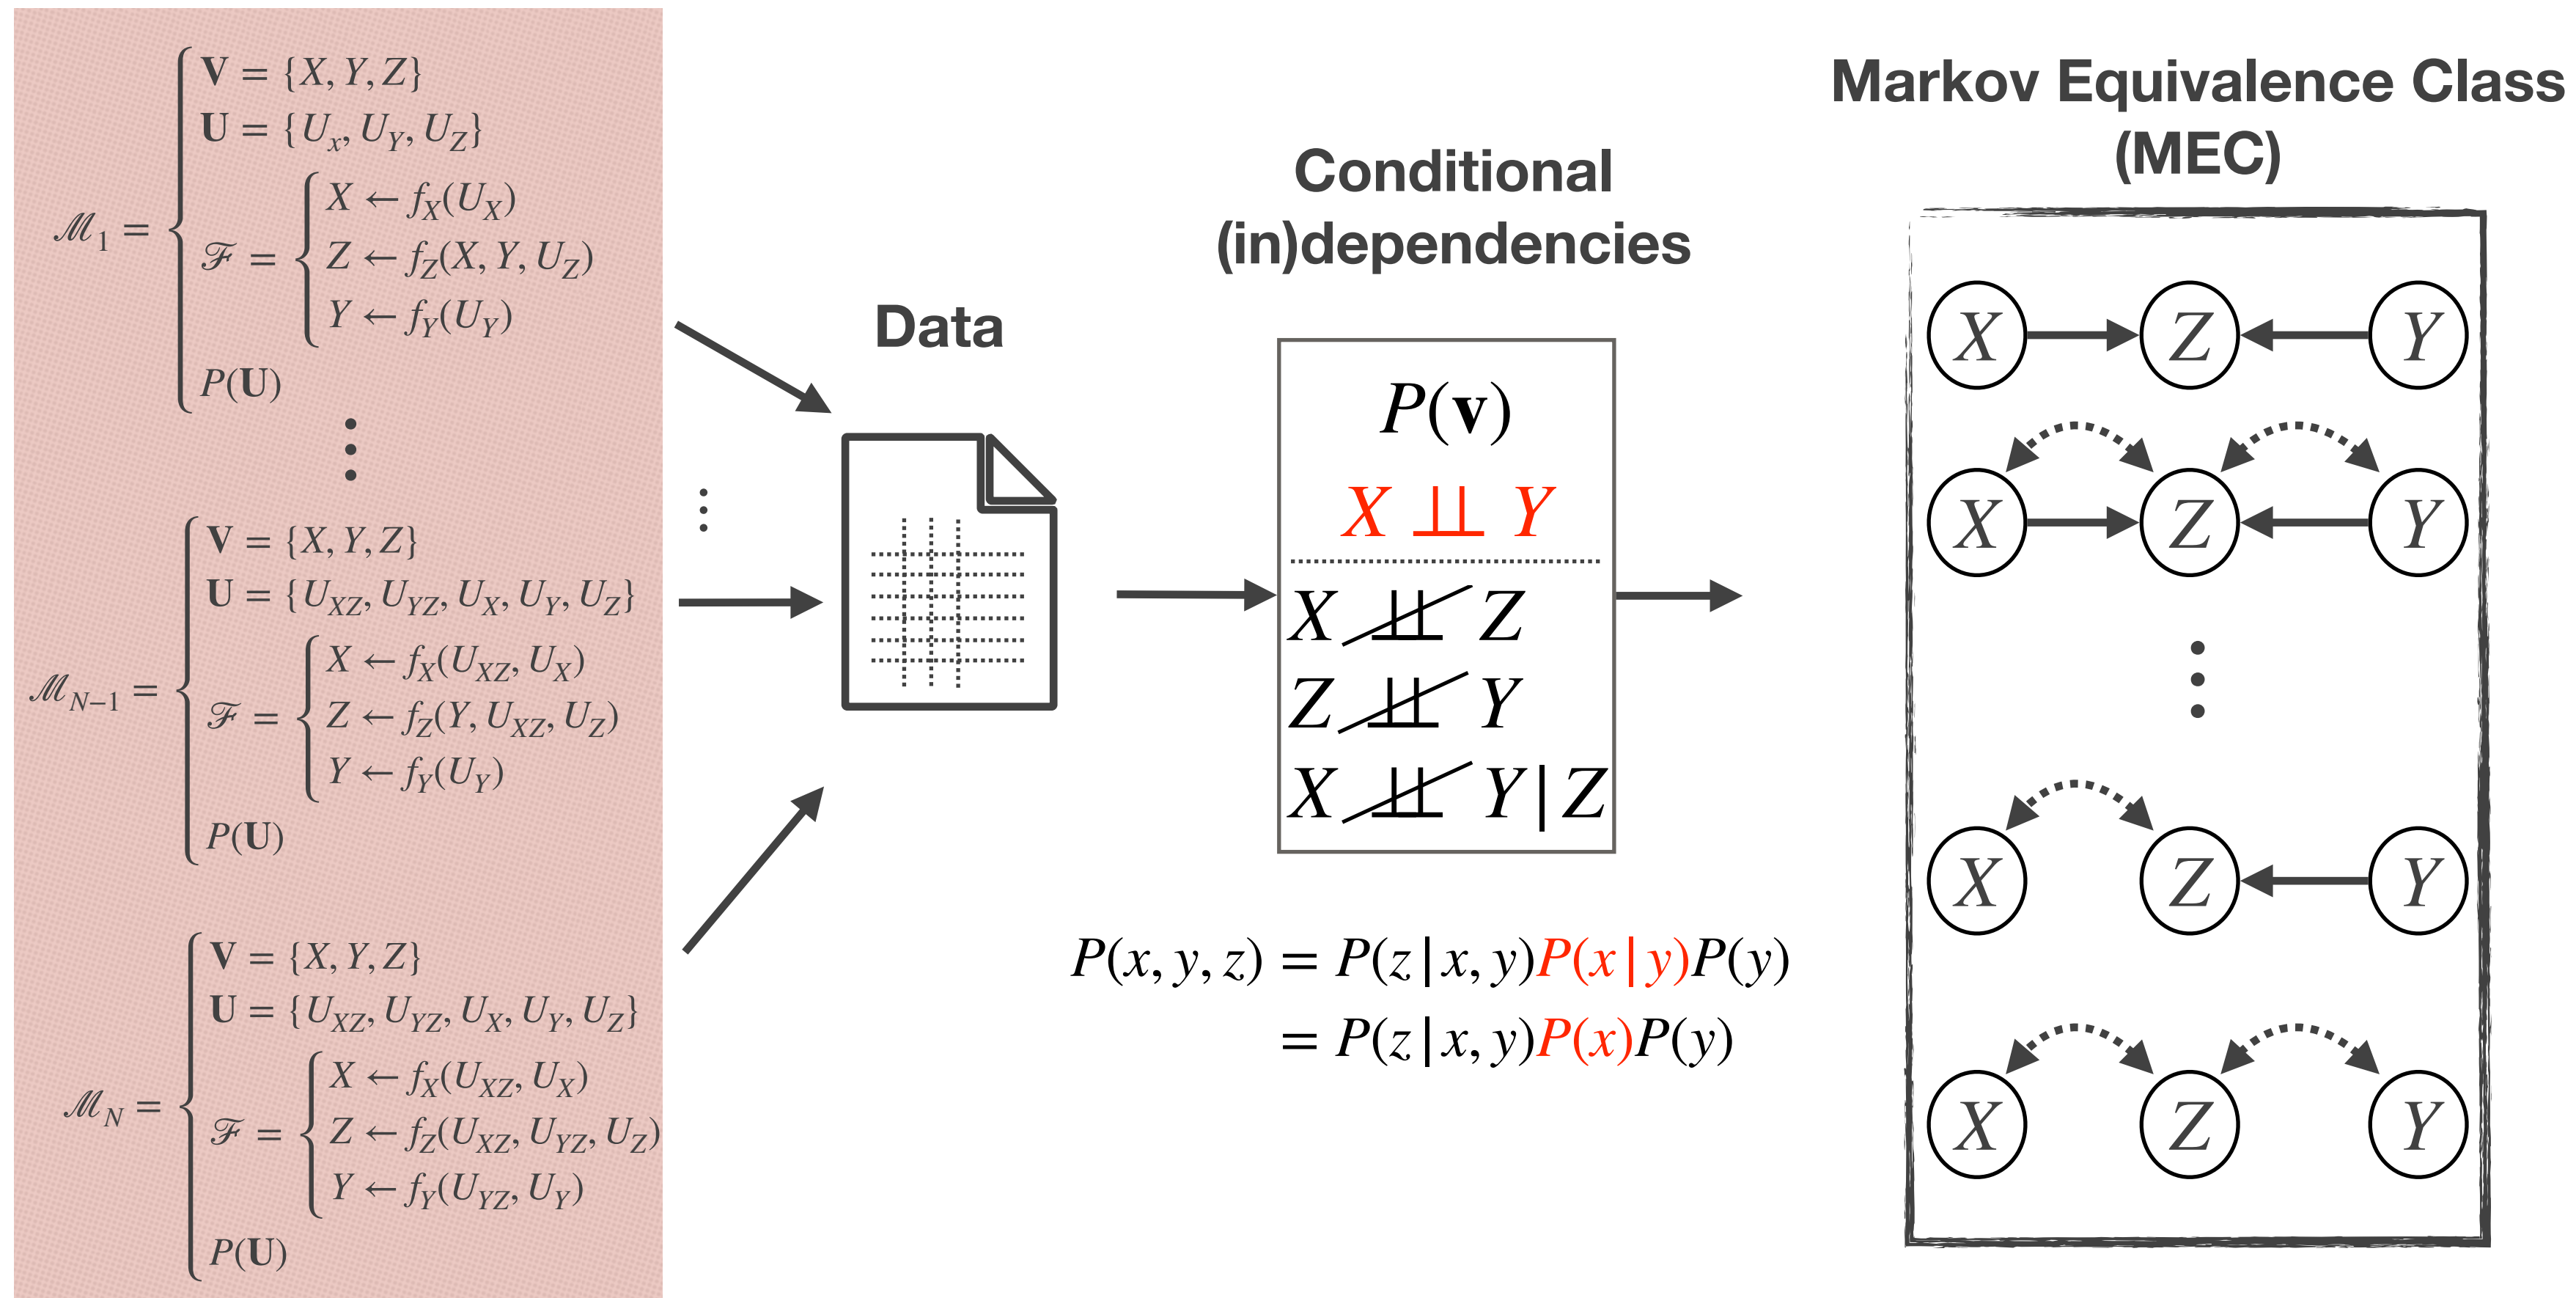 V = {X, Y, Z}
U = {U_x, U_Y, U_Z}
ℳ_1 =
ℱ =
X ← f_X(U_X)
Z ← f_Z(X, Y, U_Z)
Y ← f_Y(U_Y)
P(U)
⋮
V = {X, Y, Z}
U = {U_XZ, U_YZ, U_X, U_Y, U_Z}
ℳ_{N−1} =
ℱ =
X ← f_X(U_XZ, U_X)
Z ← f_Z(Y, U_XZ, U_Z)
Y ← f_Y(U_Y)
P(U)
V = {X, Y, Z}
U = {U_XZ, U_YZ, U_X, U_Y, U_Z}
ℳ_N =
ℱ =
X ← f_X(U_XZ, U_X)
Z ← f_Z(U_XZ, U_YZ, U_Z)
Y ← f_Y(U_YZ, U_Y)
P(U)
⋮
Data
Conditional
(in)dependencies
P(v)
X ⫫ Y
X ⫫̸ Z
Z ⫫̸ Y
X ⫫̸ Y | Z
P(x, y, z) = P(z | x, y)P(x | y)P(y)
= P(z | x, y)P(x)P(y)
Markov Equivalence Class
(MEC)
X Z Y
X Z Y
⋮
X Z Y
X Z Y